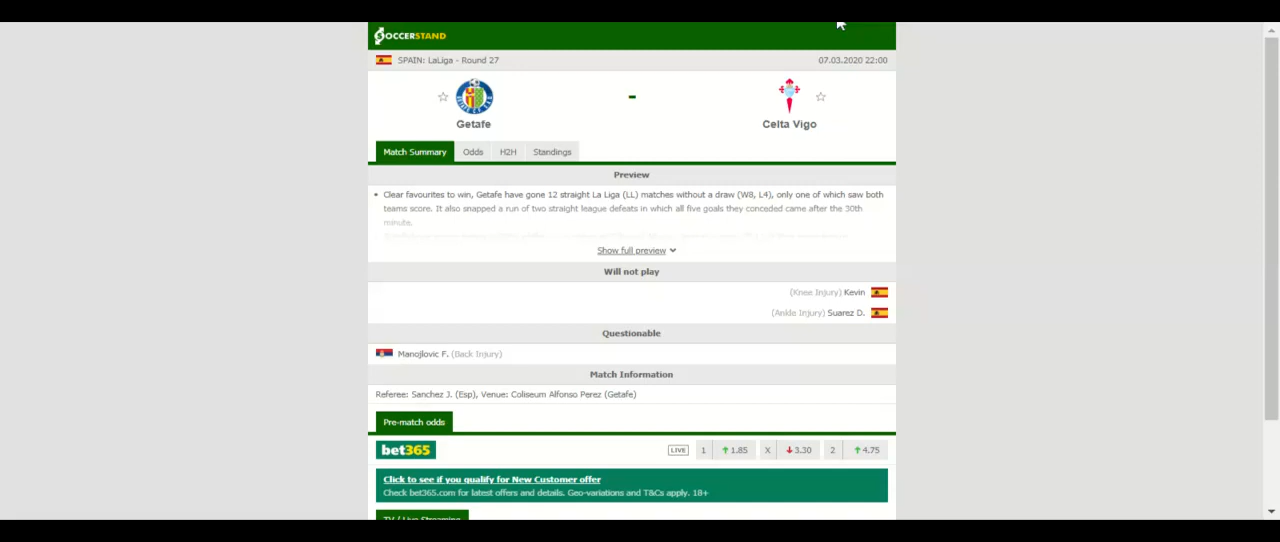 SOCCERSTAND
SPAIN: LaLiga - Round 27 07.03.2020 22:00
-
Getafe Celta Vigo
Match Summary Odds H2H Standings
Preview
Clear favourites to win, Getafe have gone 12 straight La Liga (LL) matches without a draw (W8, L4), only one of which saw both
teams score. It also snapped a run of two straight league defeats in which all five goals they conceded came after the 30th
minute.
Show full preview
Will not play
(Knee Injury) Kevin
(Ankle Injury) Suarez D.
Questionable
Manojlovic F. (Back Injury)
Match Information
Referee: Sanchez J. (Esp), Venue: Coliseum Alfonso Perez (Getafe)
Pre-match odds
bet365 LIVE 1 1.85 X 3.30 2 4.75
Click to see if you qualify for New Customer offer
Check bet365.com for latest offers and details. Geo-variations and T&Cs apply. 18+
TV / Live Streaming